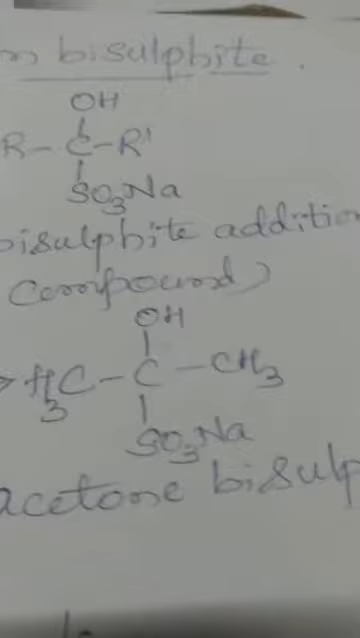 bisulphite.
OH
R-C-R'
SO3Na
bisulphite addition
Compound)
OH
H3C-C-CH3
SO3Na
acetone bisulp